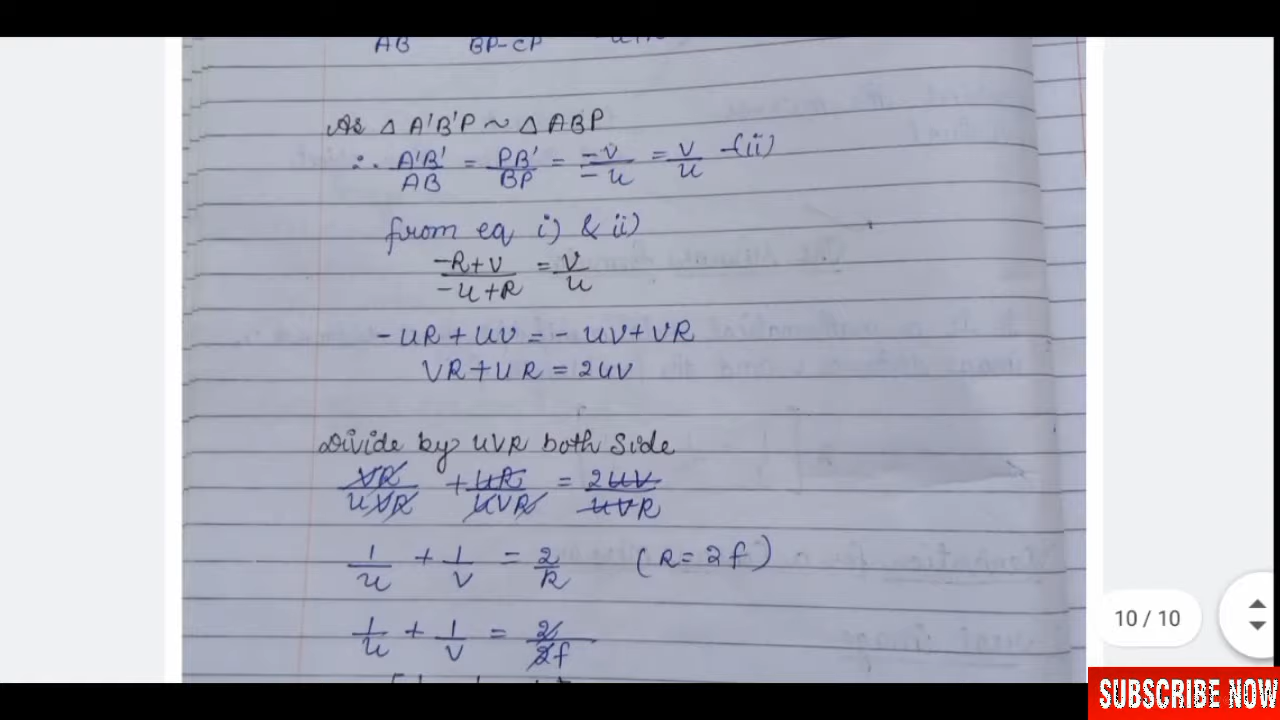 AB BP-CP
As △ A'B'P ~ △ ABP
∴ A'B'/AB = PB'/BP = -v/-u = v/u -(ii)
from eq i) & ii)
-R+v/-u+R = v/u
-uR+uv = -uv+vR
vR+uR = 2uv
Divide by uvR both side
vR/uvR + uR/uvR = 2uv/uvR
1/u + 1/v = 2/R (R=2f)
1/u + 1/v = 2/2f
10 / 10
SUBSCRIBE NOW